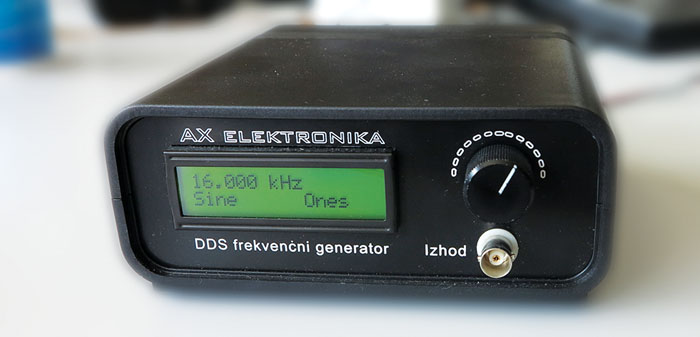 AX ELEKTRONIKA
16.000 kHz
Sine Ones
DDS frekvenčni generator
Izhod